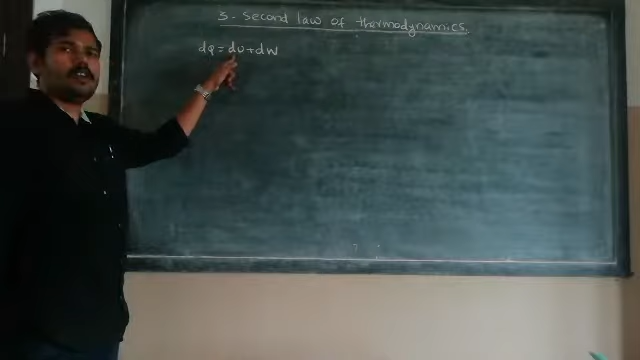 3. Second law of thermodynamics.
dq = dU + dW